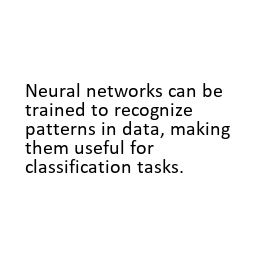 Neural networks can be
trained to recognize
patterns in data, making
them useful for
classification tasks.